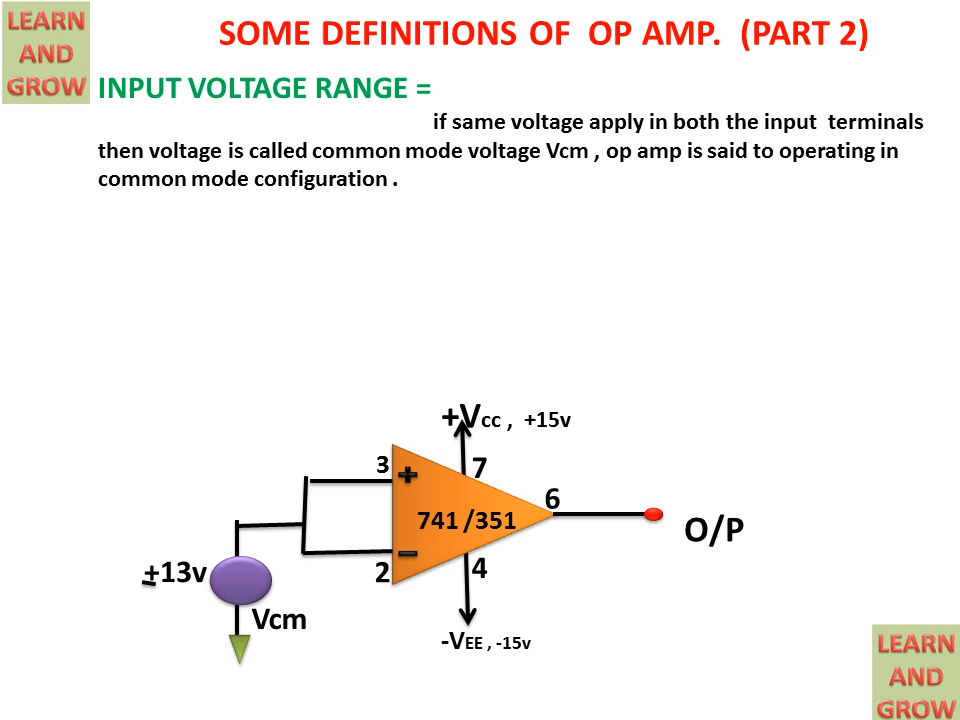 LEARN
AND
GROW
SOME DEFINITIONS OF OP AMP. (PART 2)
INPUT VOLTAGE RANGE =
if same voltage apply in both the input terminals
then voltage is called common mode voltage Vcm , op amp is said to operating in
common mode configuration .
+Vcc , +15v
3
+
7
6
741 /351
O/P
−
2
4
±13v
Vcm
-VEE , -15v
LEARN
AND
GROW